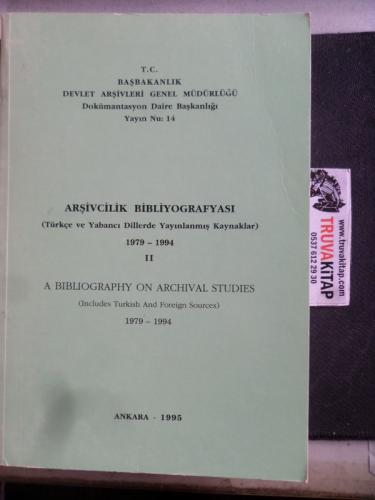 T.C.
BAŞBAKANLIK
DEVLET ARŞİVLERİ GENEL MÜDÜRLÜĞÜ
Dokümantasyon Daire Başkanlığı
Yayın Nu: 14
ARŞİVCİLİK BİBLİYOGRAFYASI
(Türkçe ve Yabancı Dillerde Yayınlanmış Kaynaklar)
1979 - 1994
II
A BIBLIOGRAPHY ON ARCHIVAL STUDIES
(Includes Turkish And Foreign Sources)
1979 - 1994
ANKARA - 1995
www.truvakitap.com
TRUVAKİTAP
0537 612 29 30